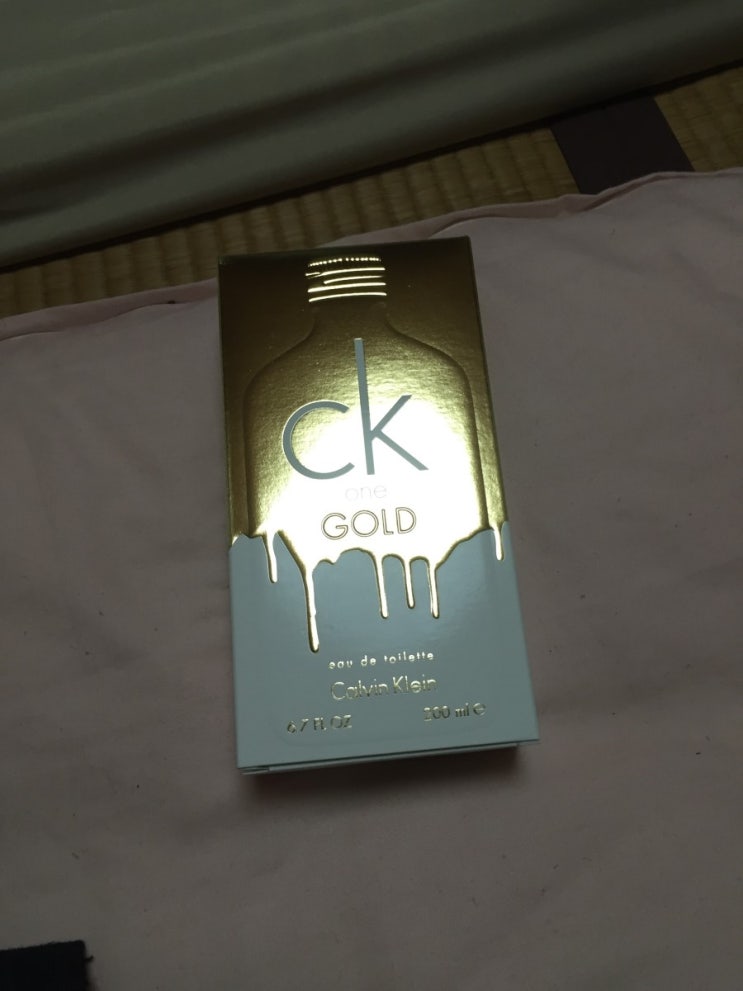 ck
one
GOLD
eau de toilette
Calvin Klein
6.7 FL OZ 200 ml e